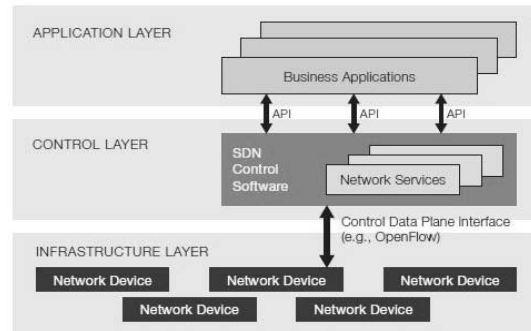 APPLICATION LAYER
Business Applications
API API API
CONTROL LAYER
SDN
Control
Software
Network Services
Control Data Plane interface
(e.g., OpenFlow)
INFRASTRUCTURE LAYER
Network Device Network Device Network Device
Network Device Network Device